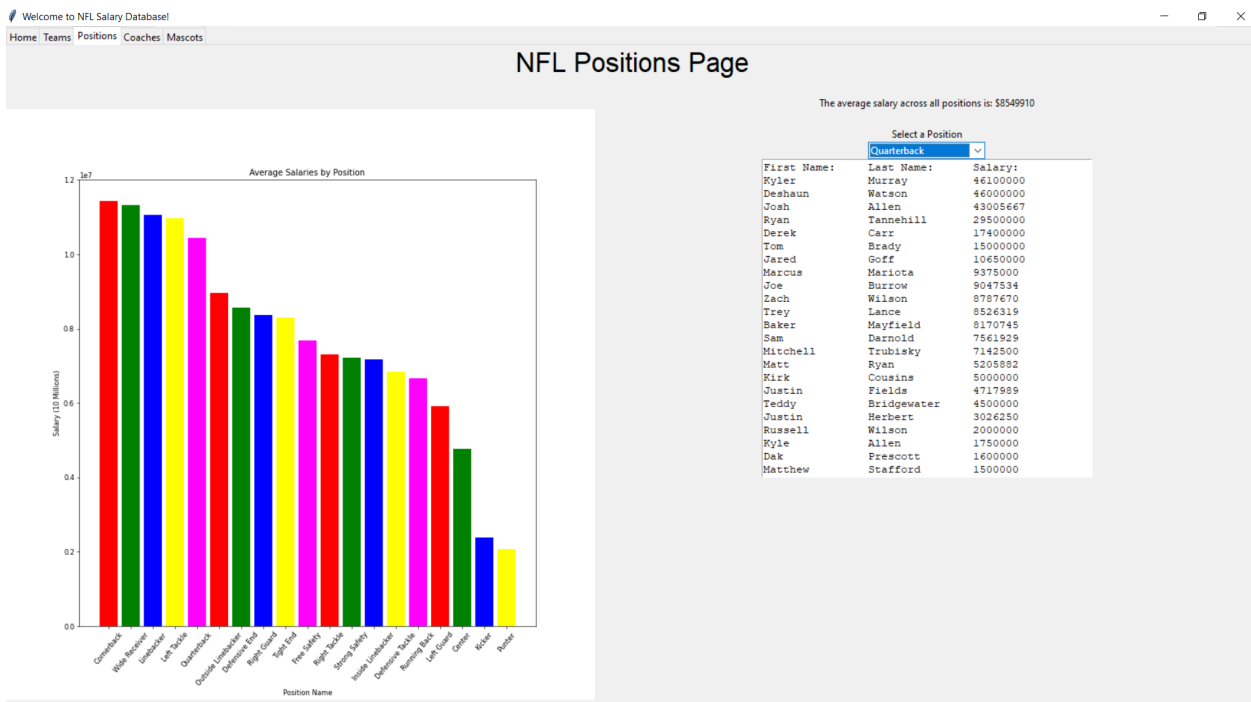 Welcome to NFL Salary Database!
Home Teams Positions Coaches Mascots
NFL Positions Page
Average Salaries by Position
1e7
1.2
1.0
0.8
0.6
0.4
0.2
0.0
Salary (10 Millions)
Cornerback
Wide Receiver
Linebacker
Left Tackle
Quarterback
Outside Linebacker
Defensive End
Right Guard
Tight End
Free Safety
Right Tackle
Strong Safety
Inside Linebacker
Defensive Tackle
Running Back
Left Guard
Center
Kicker
Punter
Position Name
The average salary across all positions is: $8549910
Select a Position
Quarterback
First Name: Last Name: Salary:
Kyler Murray 46100000
Deshaun Watson 46000000
Josh Allen 43005667
Ryan Tannehill 29500000
Derek Carr 17400000
Tom Brady 15000000
Jared Goff 10650000
Marcus Mariota 9375000
Joe Burrow 9047534
Zach Wilson 8787670
Trey Lance 8526319
Baker Mayfield 8170745
Sam Darnold 7561929
Mitchell Trubisky 7142500
Matt Ryan 5205882
Kirk Cousins 5000000
Justin Fields 4717989
Teddy Bridgewater 4500000
Justin Herbert 3026250
Russell Wilson 2000000
Kyle Allen 1750000
Dak Prescott 1600000
Matthew Stafford 1500000